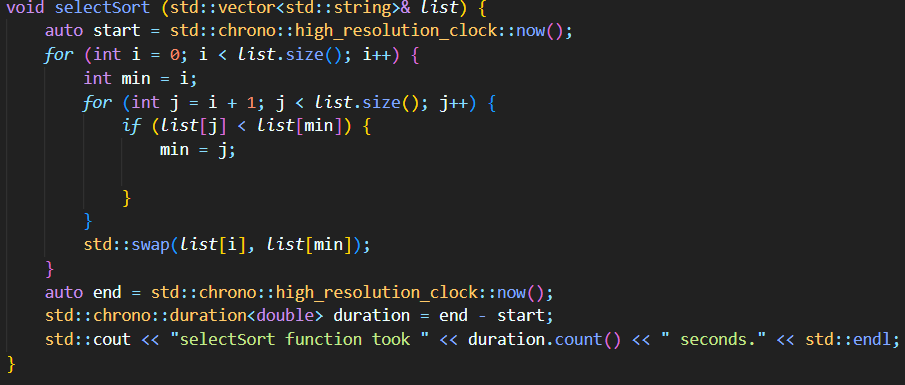 void selectSort (std::vector<std::string>& list) {
    auto start = std::chrono::high_resolution_clock::now();
    for (int i = 0; i < list.size(); i++) {
        int min = i;
        for (int j = i + 1; j < list.size(); j++) {
            if (list[j] < list[min]) {
                min = j;

            }
        }
        std::swap(list[i], list[min]);
    }
    auto end = std::chrono::high_resolution_clock::now();
    std::chrono::duration<double> duration = end - start;
    std::cout << "selectSort function took " << duration.count() << " seconds." << std::endl;
}